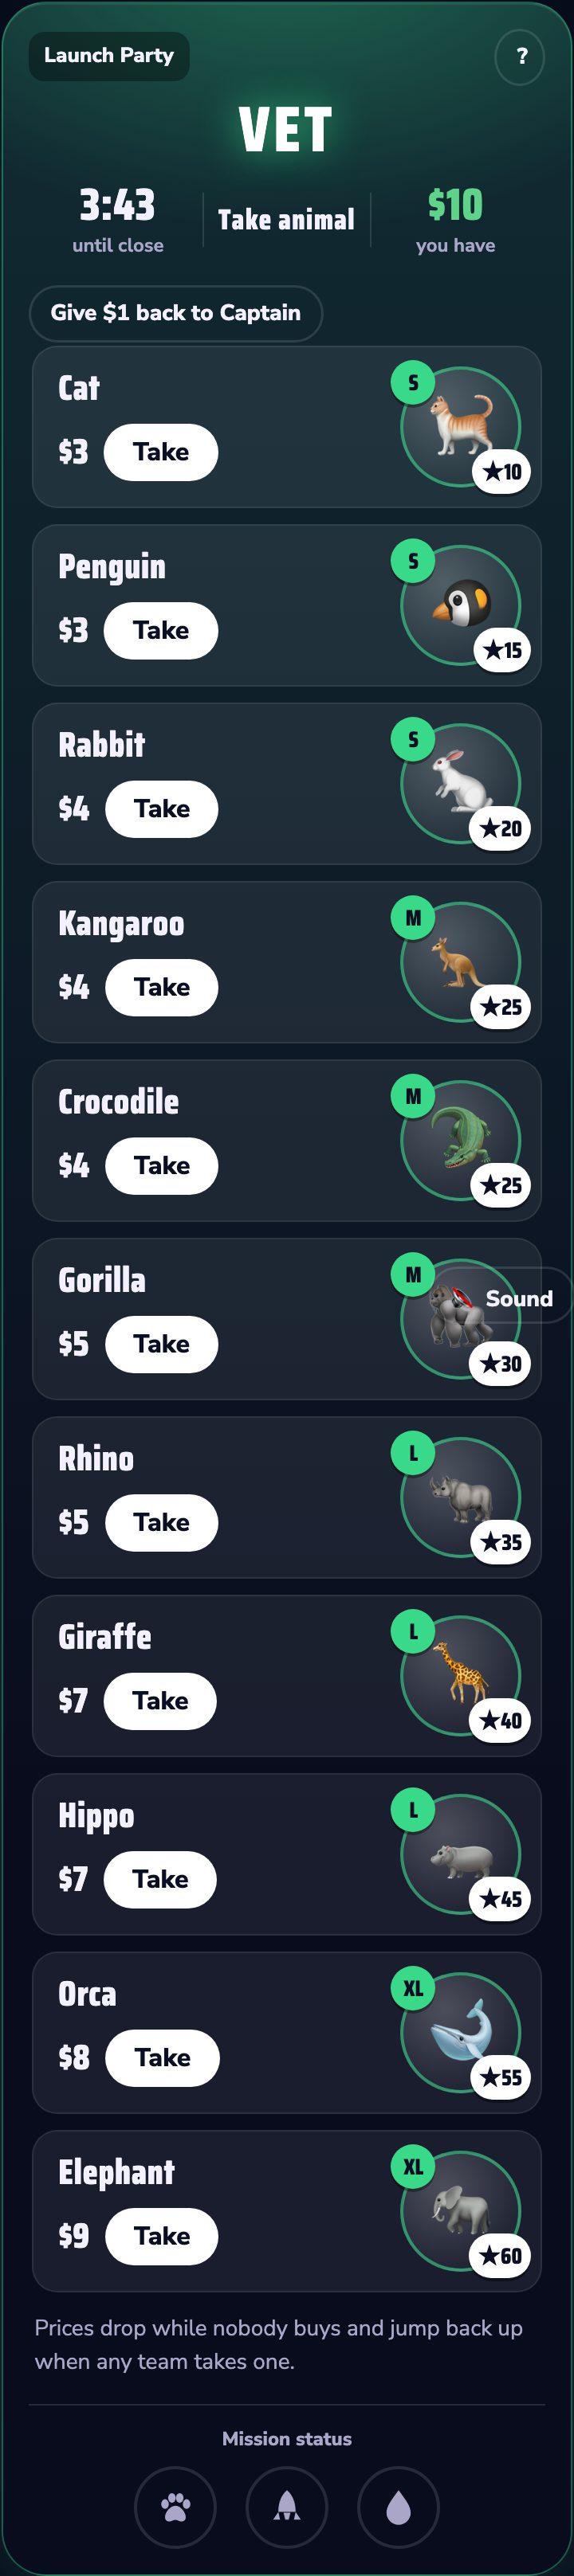 Launch Party
?
VET
3:43
until close
Take animal
$10
you have
Give $1 back to Captain
Cat
S
$3 Take
★10
Penguin
S
$3 Take
★15
Rabbit
S
$4 Take
★20
Kangaroo
M
$4 Take
★25
Crocodile
M
$4 Take
★25
Gorilla
M
Sound
$5 Take
★30
Rhino
L
$5 Take
★35
Giraffe
L
$7 Take
★40
Hippo
L
$7 Take
★45
Orca
XL
$8 Take
★55
Elephant
XL
$9 Take
★60
Prices drop while nobody buys and jump back up
when any team takes one.
Mission status